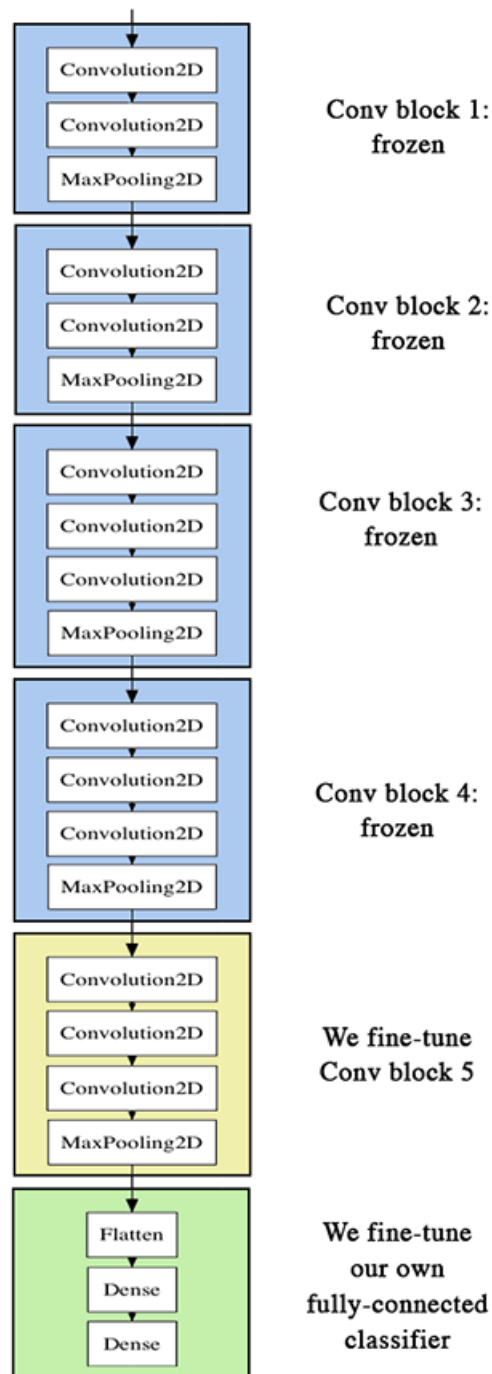 Convolution2D
Convolution2D
MaxPooling2D
Conv block 1:
frozen
Convolution2D
Convolution2D
MaxPooling2D
Conv block 2:
frozen
Convolution2D
Convolution2D
Convolution2D
MaxPooling2D
Conv block 3:
frozen
Convolution2D
Convolution2D
Convolution2D
MaxPooling2D
Conv block 4:
frozen
Convolution2D
Convolution2D
Convolution2D
MaxPooling2D
We fine-tune
Conv block 5
Flatten
Dense
Dense
We fine-tune
our own
fully-connected
classifier